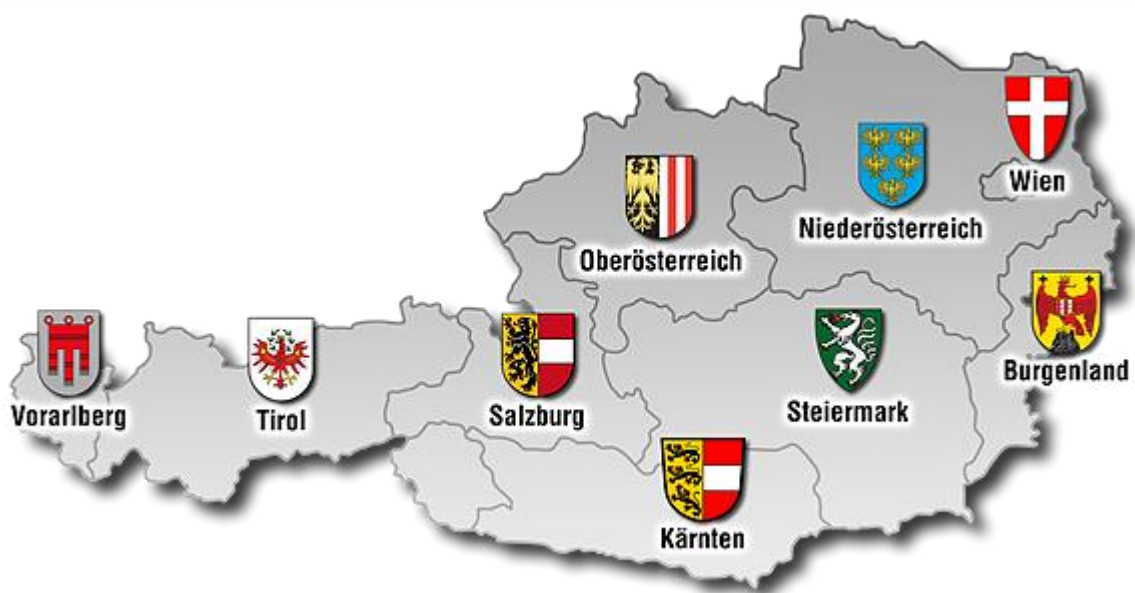 Wien
Niederösterreich
Oberösterreich
Burgenland
Vorarlberg
Tirol
Salzburg
Steiermark
Kärnten